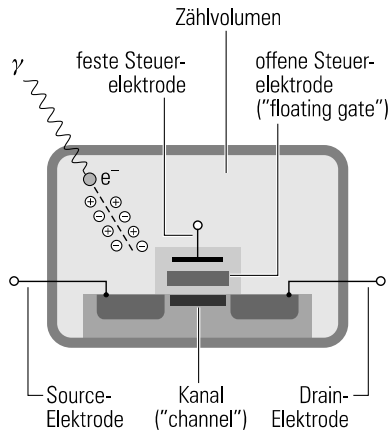 Zählvolumen
γ
feste Steuer-
elektrode
offene Steuer-
elektrode
("floating gate")
e⁻
⊕ ⊕ ⊕ ⊕
⊖ ⊖ ⊖ ⊖
Source-
Elektrode
Kanal
("channel")
Drain-
Elektrode